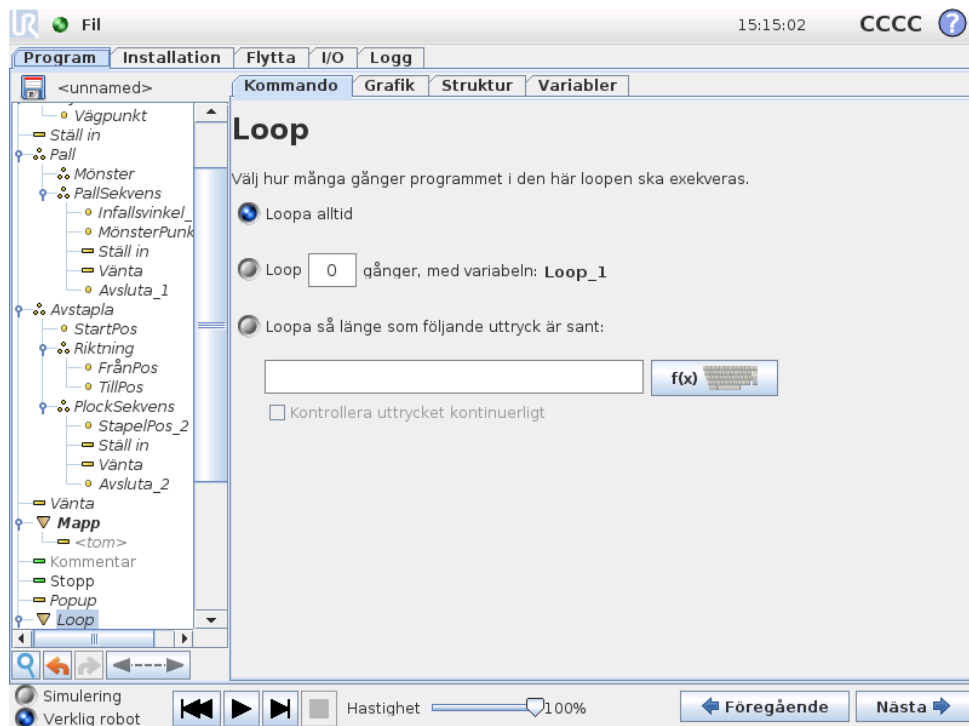 UR Fil 15:15:02 CCCC ?
Program Installation Flytta I/O Logg
<unnamed>
Kommando Grafik Struktur Variabler
Vägpunkt
Ställ in
Pall
Mönster
PallSekvens
Infallsvinkel_
MönsterPunk
Ställ in
Vänta
Avsluta_1
Avstapla
StartPos
Riktning
FrånPos
TillPos
PlockSekvens
StapelPos_2
Ställ in
Vänta
Avsluta_2
Vänta
Mapp
<tom>
Kommentar
Stopp
Popup
Loop
Loop
Välj hur många gånger programmet i den här loopen ska exekveras.
Loopa alltid
Loop 0 gånger, med variabeln: Loop_1
Loopa så länge som följande uttryck är sant:
f(x)
Kontrollera uttrycket kontinuerligt
Simulering
Verklig robot
Hastighet 100%
Föregående Nästa